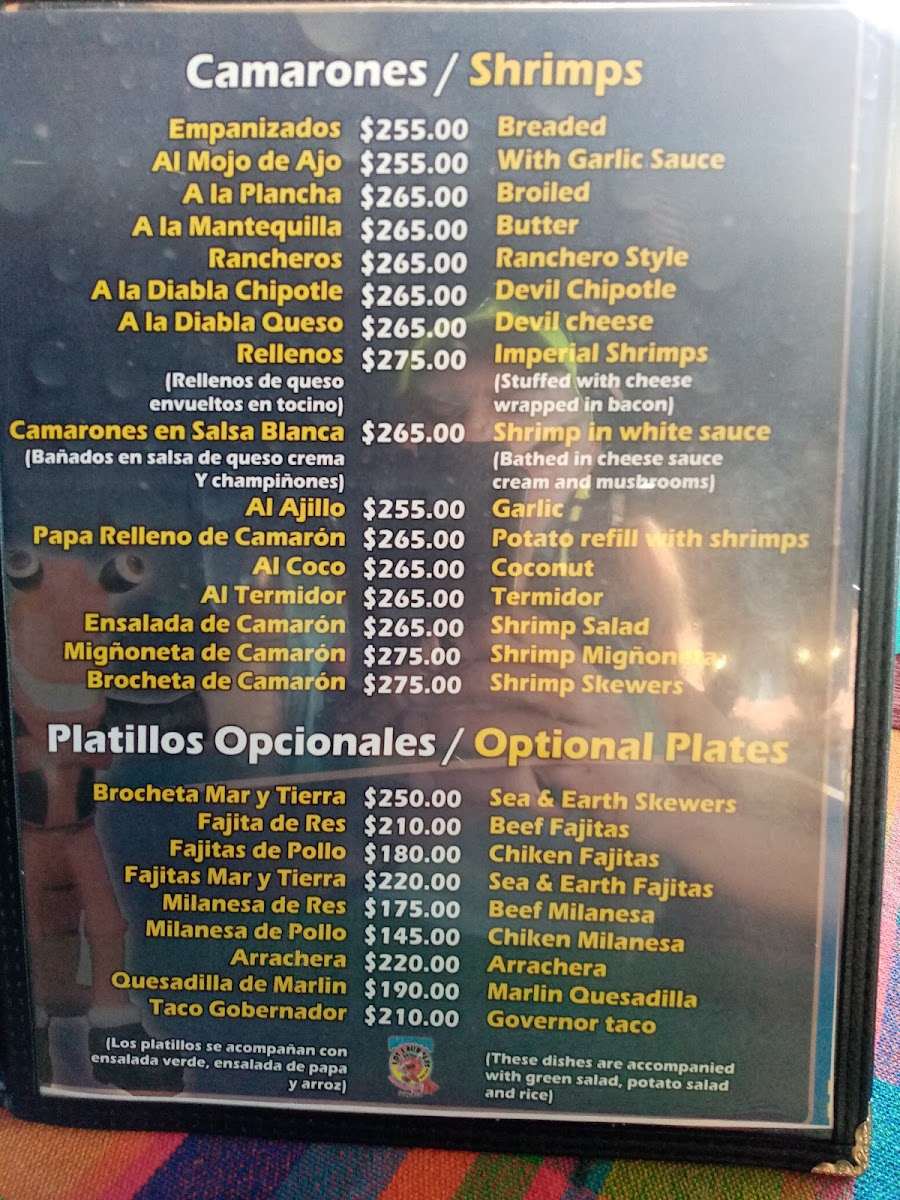 Camarones / Shrimps
Empanizados $255.00 Breaded
Al Mojo de Ajo $255.00 With Garlic Sauce
A la Plancha $265.00 Broiled
A la Mantequilla $265.00 Butter
Rancheros $265.00 Ranchero Style
A la Diabla Chipotle $265.00 Devil Chipotle
A la Diabla Queso $265.00 Devil cheese
Rellenos $275.00 Imperial Shrimps
(Rellenos de queso (Stuffed with cheese
envueltos en tocino) wrapped in bacon)
Camarones en Salsa Blanca $265.00 Shrimp in white sauce
(Bañados en salsa de queso crema (Bathed in cheese sauce
Y champiñones) cream and musbrooms)
Al Ajillo $255.00 Garlic
Papa Relleno de Camarón $265.00 Potato refill with shrimps
Al Coco $265.00 Coconut
Al Termidor $265.00 Termidor
Ensalada de Camarón $265.00 Shrimp Salad
Migñoneta de Camarón $275.00 Shrimp Migñoneta
Brocheta de Camarón $275.00 Shrimp Skewers
Platillos Opcionales / Optional Plates
Brocheta Mar y Tierra $250.00 Sea & Earth Skewers
Fajita de Res $210.00 Beef Fajitas
Fajitas de Pollo $180.00 Chiken Fajitas
Fajitas Mar y Tierra $220.00 Sea & Earth Fajitas
Milanesa de Res $175.00 Beef Milanesa
Milanesa de Pollo $145.00 Chiken Milanesa
Arrachera $220.00 Arrachera
Quesadilla de Marlin $190.00 Marlin Quesadilla
Taco Gobernador $210.00 Governor taco
(Los platillos se acompañan con (These dishes are accompanied
ensalada verde, ensalada de papa with green salad, potato salad
y arroz) and rice)